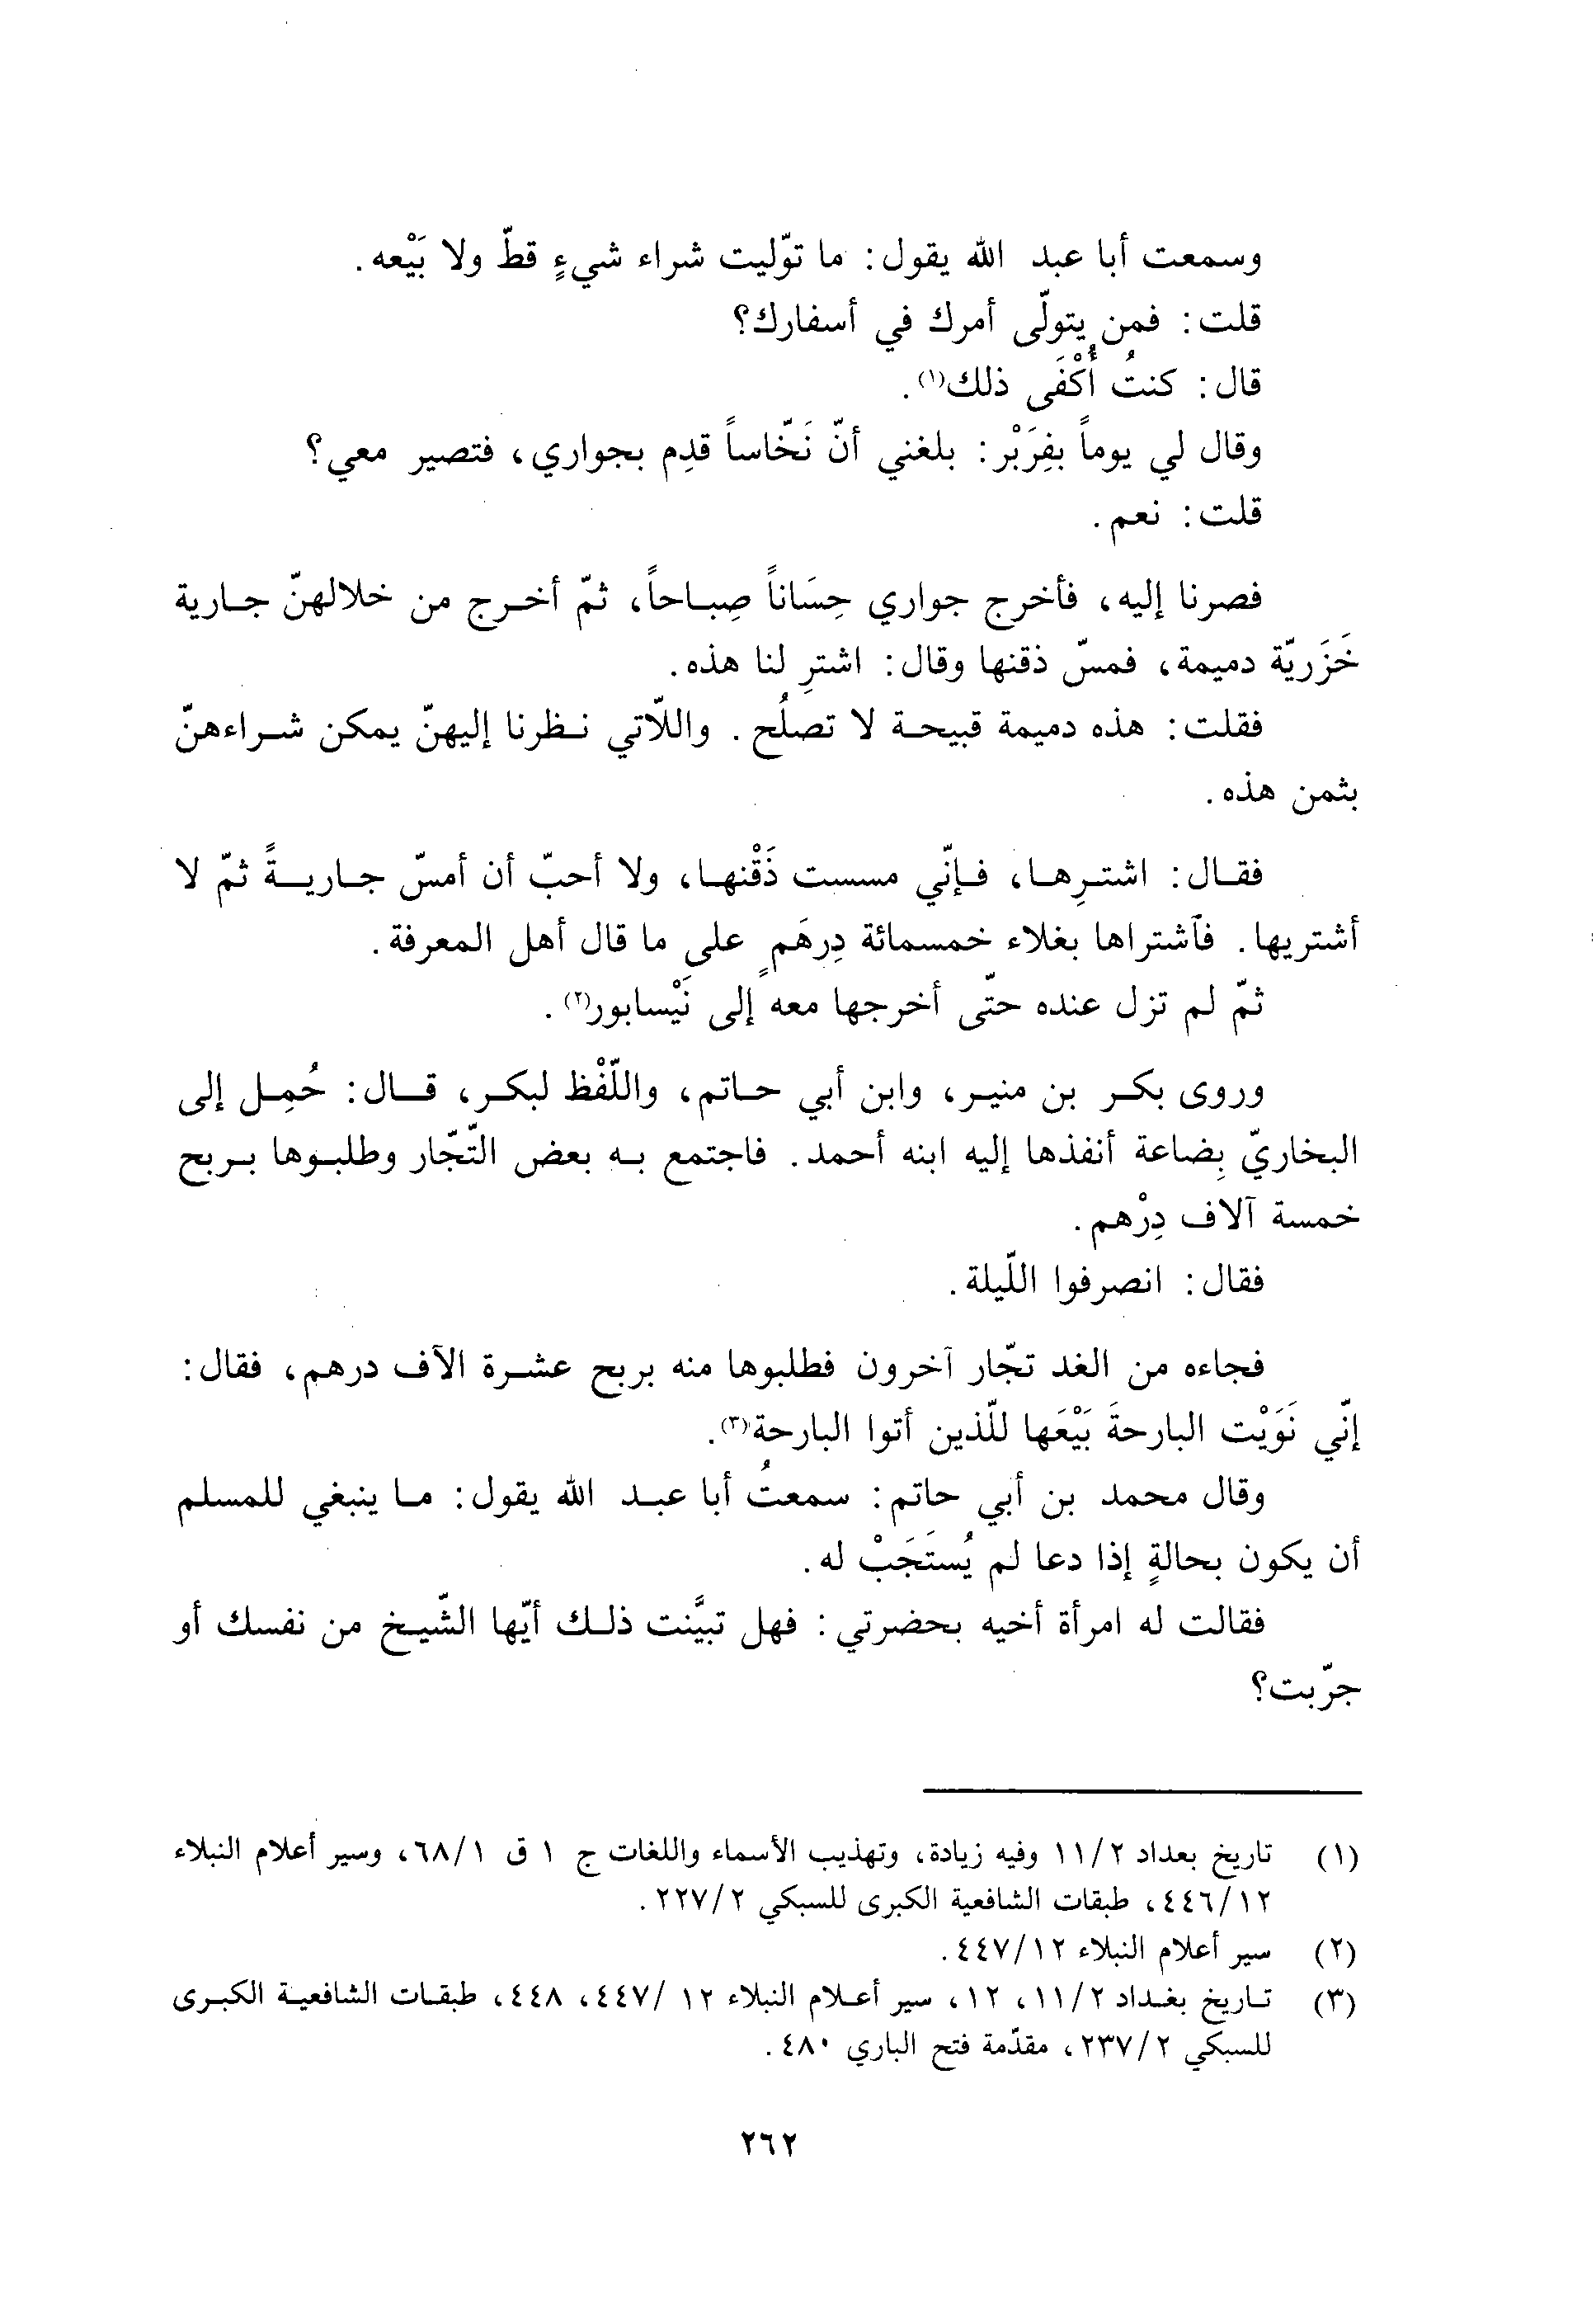 وسمعت أبا عبد الله يقول: ما توّليت شراء شيءٍ قطّ ولا بَيْعه.
قلت: فمن يتولّى أمرك في أسفارك؟
قال: كنتُ أُكْفَى ذلك(١).
وقال لي يوماً بفِرَبْر: بلغني أنّ نَخّاساً قدِم بجواري، فتصير معي؟
قلت: نعم.
فصرنا إليه، فأخرج جواري حِسَاناً صِباحاً، ثمّ أخرج من خلالهنّ جارية
خَزَريّة دميمة، فمسّ ذقنها وقال: اشترِ لنا هذه.
فقلت: هذه دميمة قبيحة لا تصلُح. واللّاتي نظرنا إليهنّ يمكن شراءهنّ
بثمن هذه.
فقال: اشترِها، فإنّي مسست ذَقْنها، ولا أحبّ أن أمسّ جاريةً ثمّ لا
أشتريها. فآشتراها بغلاء خمسمائة دِرهَمٍ على ما قال أهل المعرفة.
ثمّ لم تزل عنده حتّى أخرجها معه إلى نَيْسابور(٢).
وروى بكر بن منير، وابن أبي حاتم، واللّفْظ لبكر، قال: حُمِل إلى
البخاريّ بِضاعة أنفذها إليه ابنه أحمد. فاجتمع به بعض التّجّار وطلبوها بربح
خمسة آلاف دِرْهم.
فقال: انصرفوا اللّيلة.
فجاءه من الغد تجّار آخرون فطلبوها منه بربح عشرة الآف درهم، فقال:
إنّي نَوَيْت البارحةَ بَيْعَها للّذين أتوا البارحة(٣).
وقال محمد بن أبي حاتم: سمعتُ أبا عبد الله يقول: ما ينبغي للمسلم
أن يكون بحالةٍ إذا دعا لم يُستَجَبْ له.
فقالت له امرأة أخيه بحضرتي: فهل تبيَّنت ذلك أيّها الشّيخ من نفسك أو
جرّبت؟
(١) تاريخ بغداد ١١/٢ وفيه زيادة، وتهذيب الأسماء واللغات ج ١ ق ٦٨/١، وسير أعلام النبلاء
٤٤٦/١٢، طبقات الشافعية الكبرى للسبكي ٢٢٧/٢.
(٢) سير أعلام النبلاء ٤٤٧/١٢.
(٣) تاريخ بغداد ١١/٢، ١٢، سير أعلام النبلاء ١٢ /٤٤٧، ٤٤٨، طبقات الشافعية الكبرى
للسبكي ٢٣٧/٢، مقدّمة فتح الباري ٤٨٠.
٢٦٢